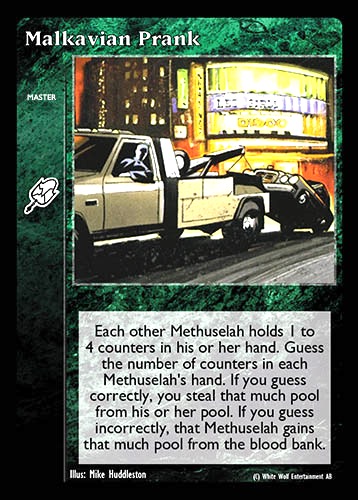 Malkavian Prank
MASTER
Each other Methuselah holds 1 to
4 counters in his or her hand. Guess
the number of counters in each
Methuselah's hand. If you guess
correctly, you steal that much pool
from his or her pool. If you guess
incorrectly, that Methuselah gains
that much pool from the blood bank.
Illus: Mike Huddleston
(C) White Wolf Entertainment AB